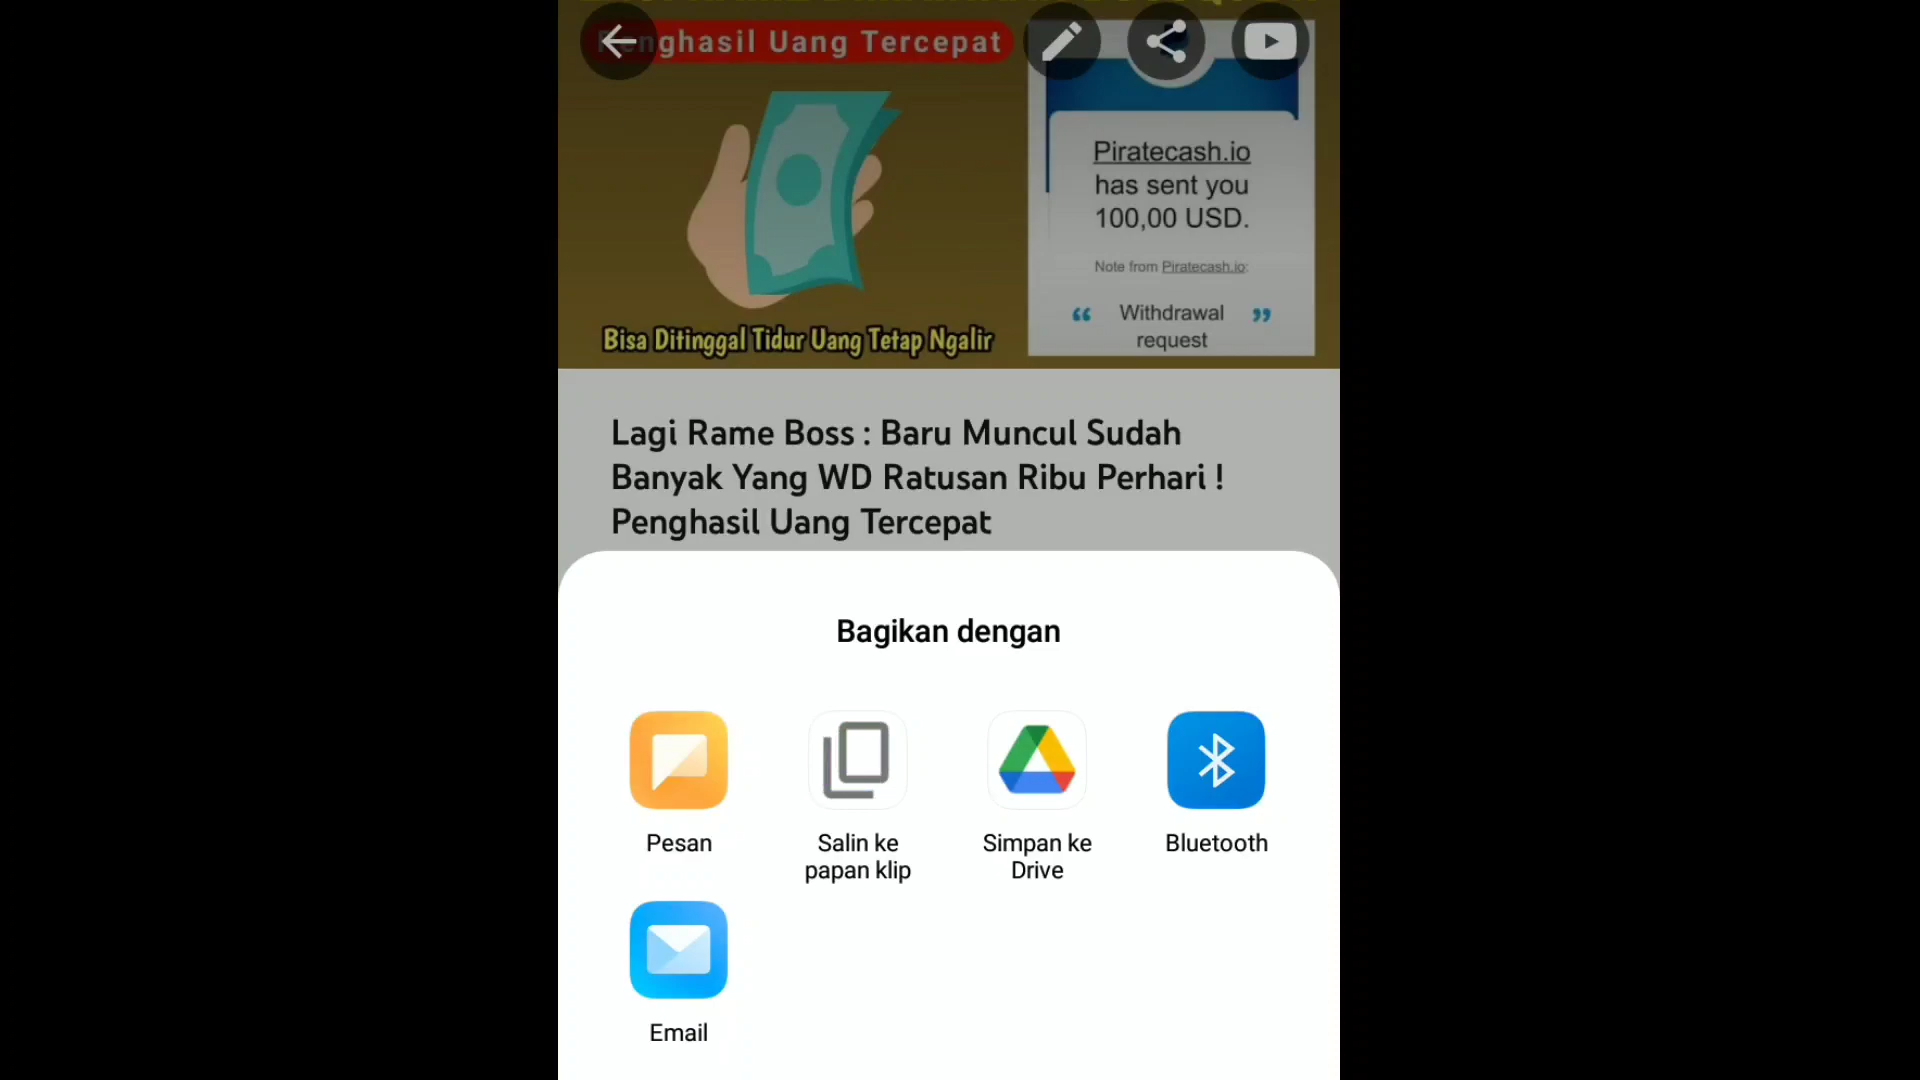 nghasil Uang Tercepat
Piratecash.io
has sent you
100,00 USD.
Note from Piratecash.io:
“ Withdrawal ”
request
Bisa Ditinggal Tidur Uang Tetap Ngalir
Lagi Rame Boss : Baru Muncul Sudah
Banyak Yang WD Ratusan Ribu Perhari !
Penghasil Uang Tercepat
Bagikan dengan
Pesan
Salin ke
papan klip
Simpan ke
Drive
Bluetooth
Email